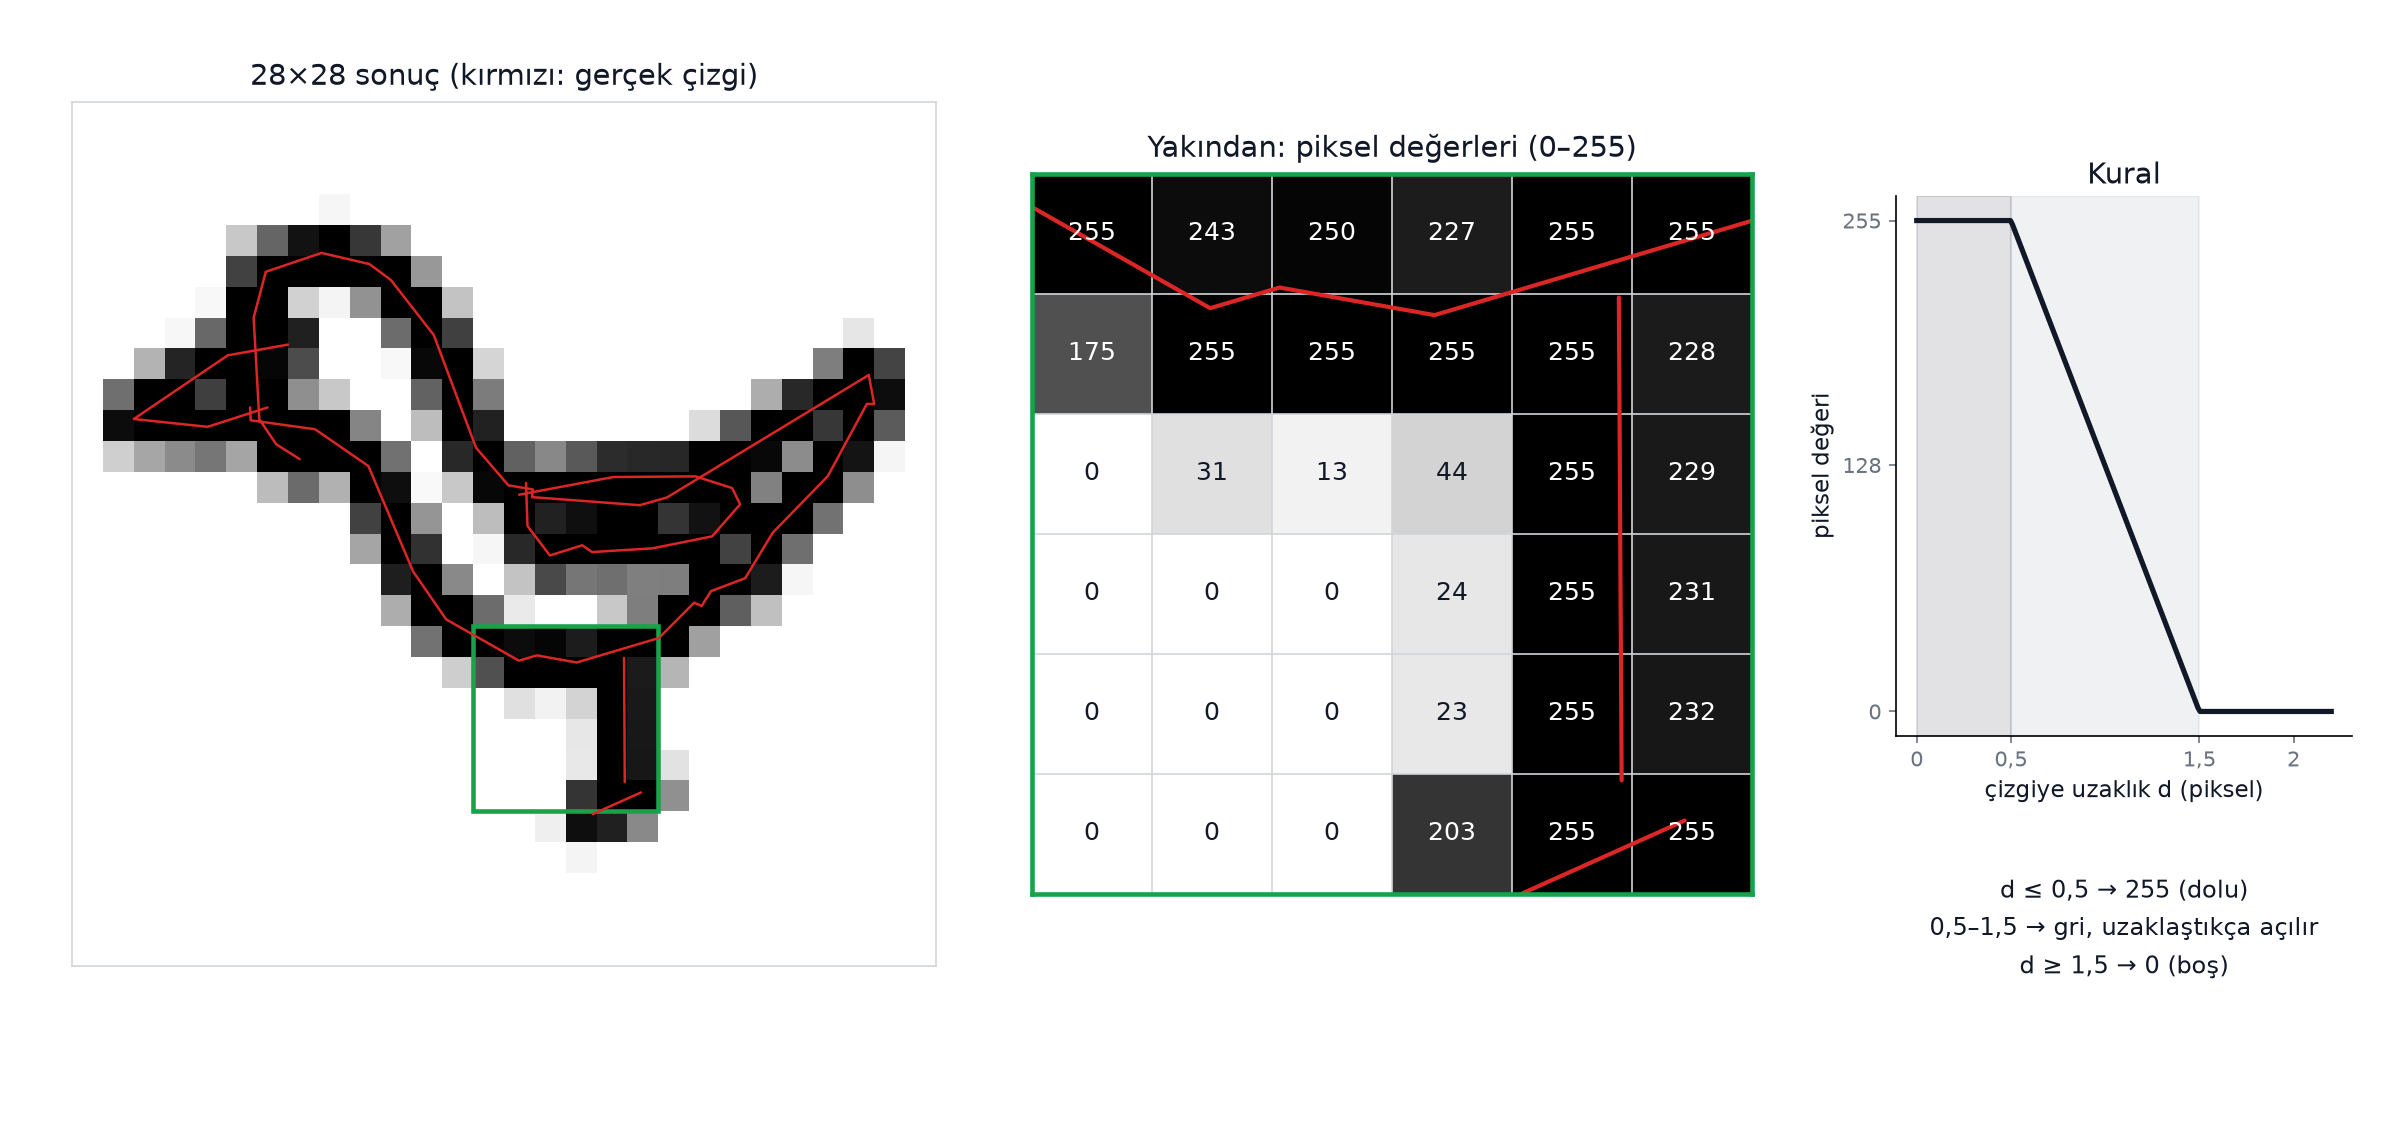 28×28 sonuç (kırmızı: gerçek çizgi)
Yakından: piksel değerleri (0–255)
255 243 250 227 255 255
175 255 255 255 255 228
0 31 13 44 255 229
0 0 0 24 255 231
0 0 0 23 255 232
0 0 0 203 255 255
Kural
piksel değeri
255
128
0
0 0,5 1,5 2
çizgiye uzaklık d (piksel)
d ≤ 0,5 → 255 (dolu)
0,5–1,5 → gri, uzaklaştıkça açılır
d ≥ 1,5 → 0 (boş)